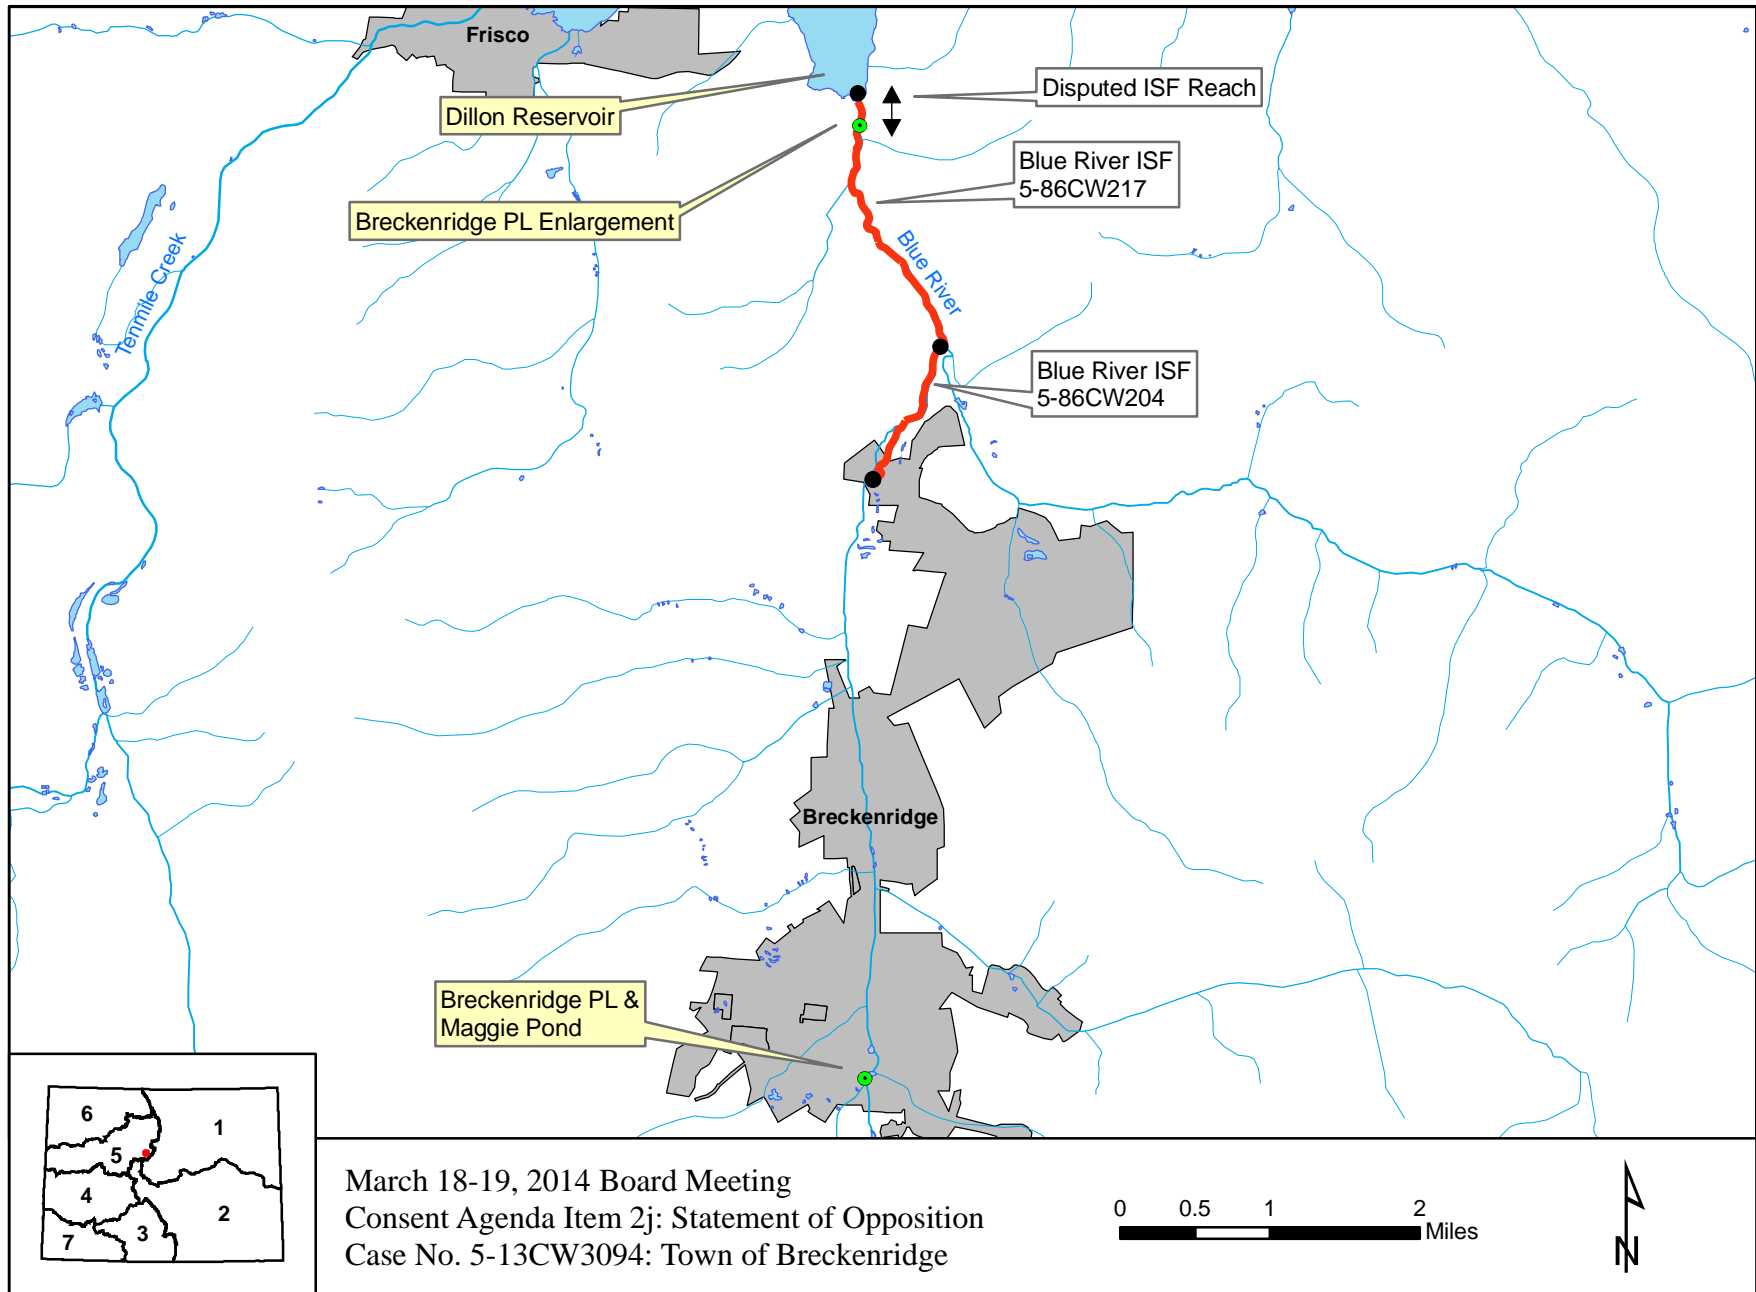 Frisco
Dillon Reservoir
Disputed ISF Reach
Blue River ISF
5-86CW217
Breckenridge PL Enlargement
Blue River
Tenmile Creek
Blue River ISF
5-86CW204
Breckenridge
Breckenridge PL &
Maggie Pond
6
1
5
4
2
3
7
March 18-19, 2014 Board Meeting
Consent Agenda Item 2j: Statement of Opposition
Case No. 5-13CW3094: Town of Breckenridge
0 0.5 1 2
Miles
N